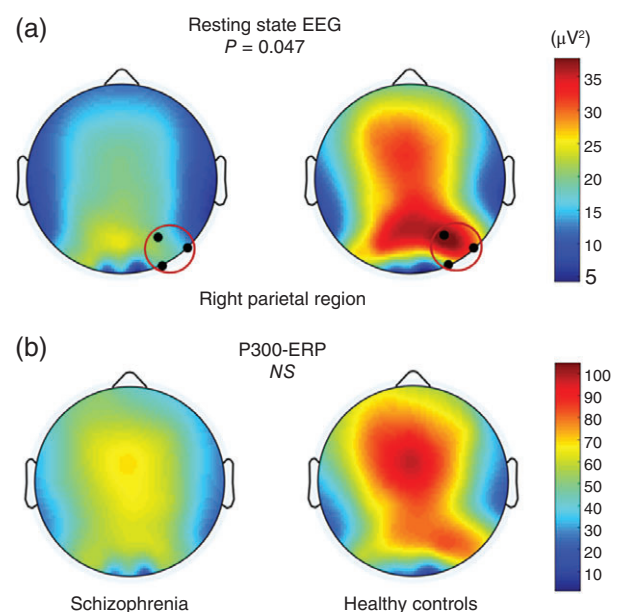 (a)
Resting state EEG
P = 0.047
(μV²)
35
30
25
20
15
10
5
Right parietal region
(b)
P300-ERP
NS
100
90
80
70
60
50
40
30
20
10
Schizophrenia
Healthy controls